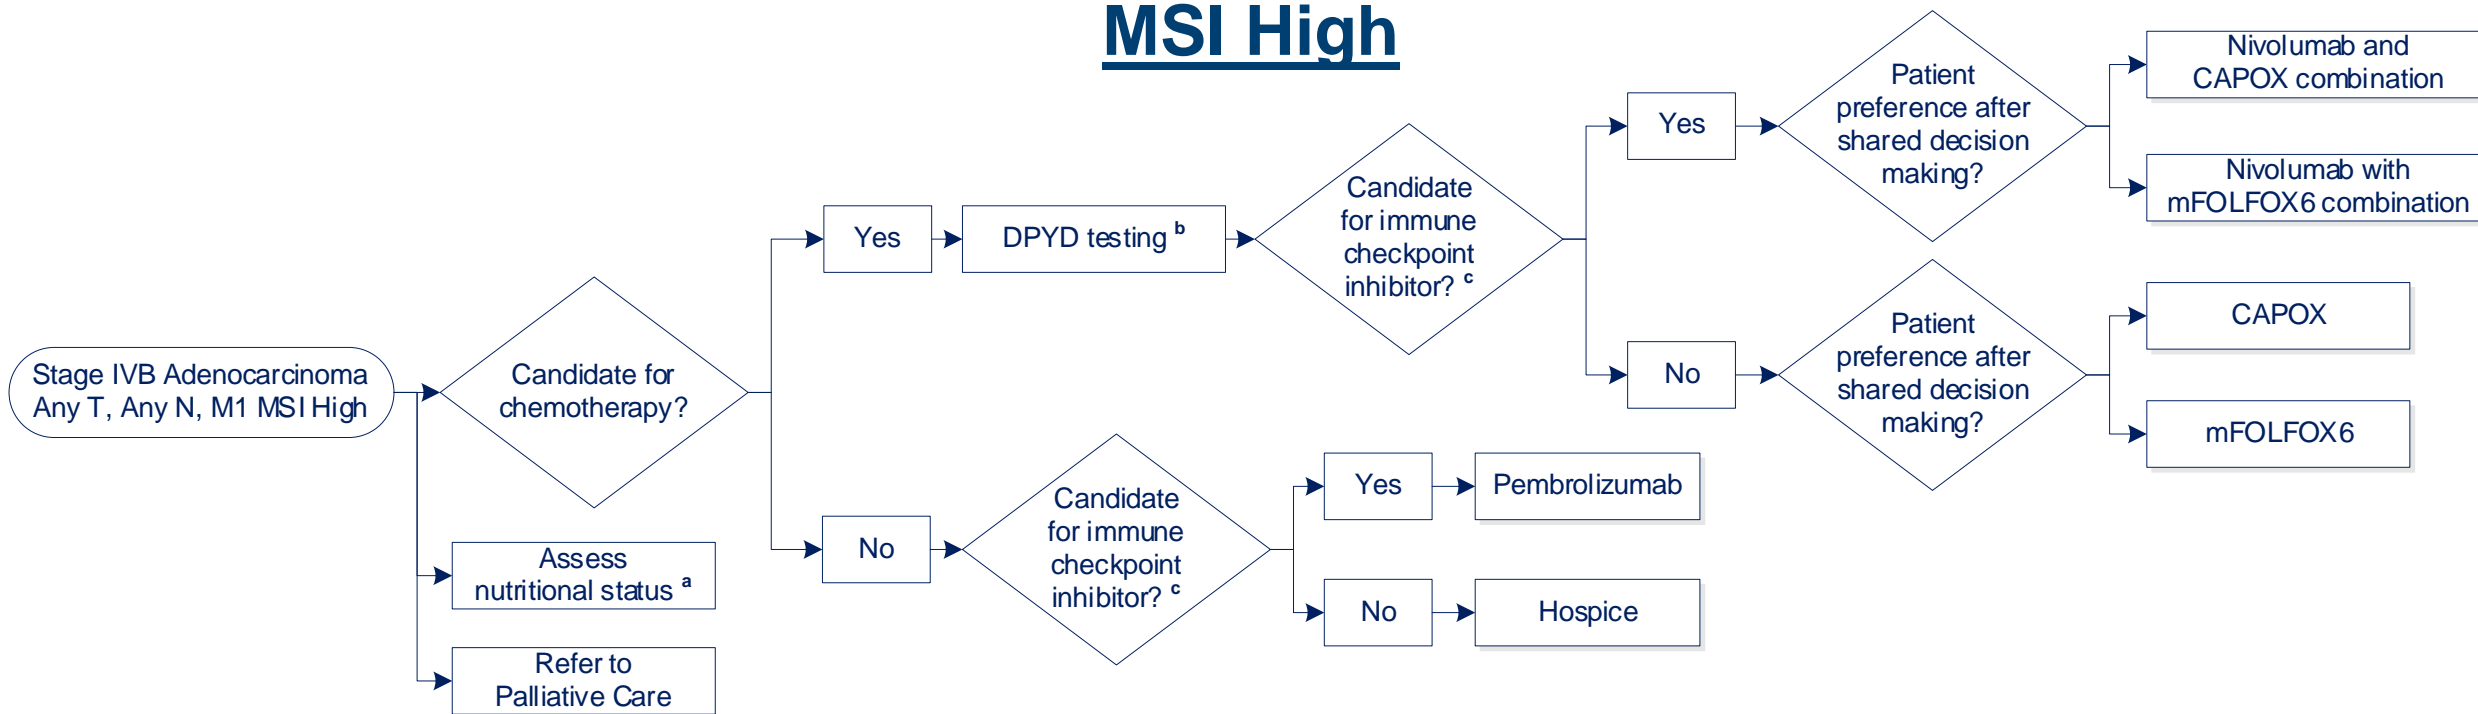 MSI High
Stage IVB Adenocarcinoma
Any T, Any N, M1 MSI High
Candidate for
chemotherapy?
Assess
nutritional status a
Refer to
Palliative Care
Yes
DPYD testing b
Candidate
for immune
checkpoint
inhibitor? c
Yes
Patient
preference after
shared decision
making?
Nivolumab and
CAPOX combination
Nivolumab with
mFOLFOX6 combination
No
Patient
preference after
shared decision
making?
CAPOX
mFOLFOX6
No
Candidate
for immune
checkpoint
inhibitor? c
Yes
Pembrolizumab
No
Hospice